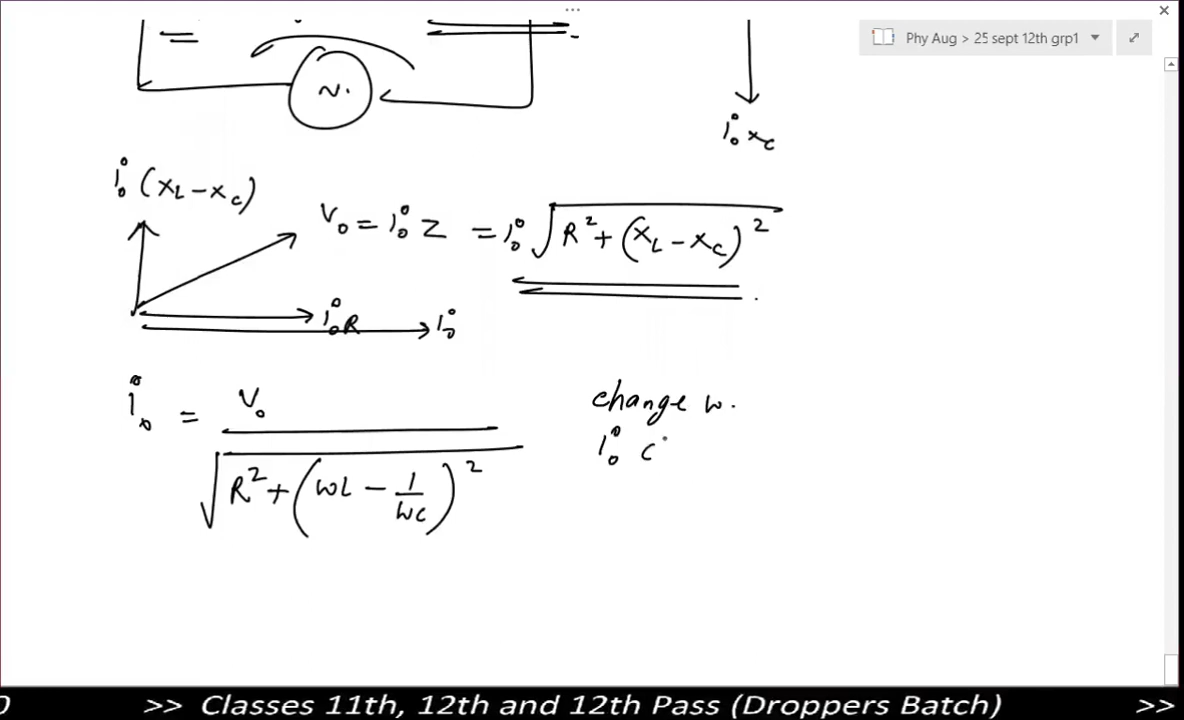 Phy Aug > 25 sept 12th grp1
~.
i₀ x_C
i₀ (x_L - x_C)
V₀ = i₀ Z = i₀ √(R² + (x_L - x_C)²)
i₀R
i₀
i₀ = V₀ / √(R² + (ωL - 1/ωC)²)
change ω.
i₀ c
0 >> Classes 11th, 12th and 12th Pass (Droppers Batch) >>